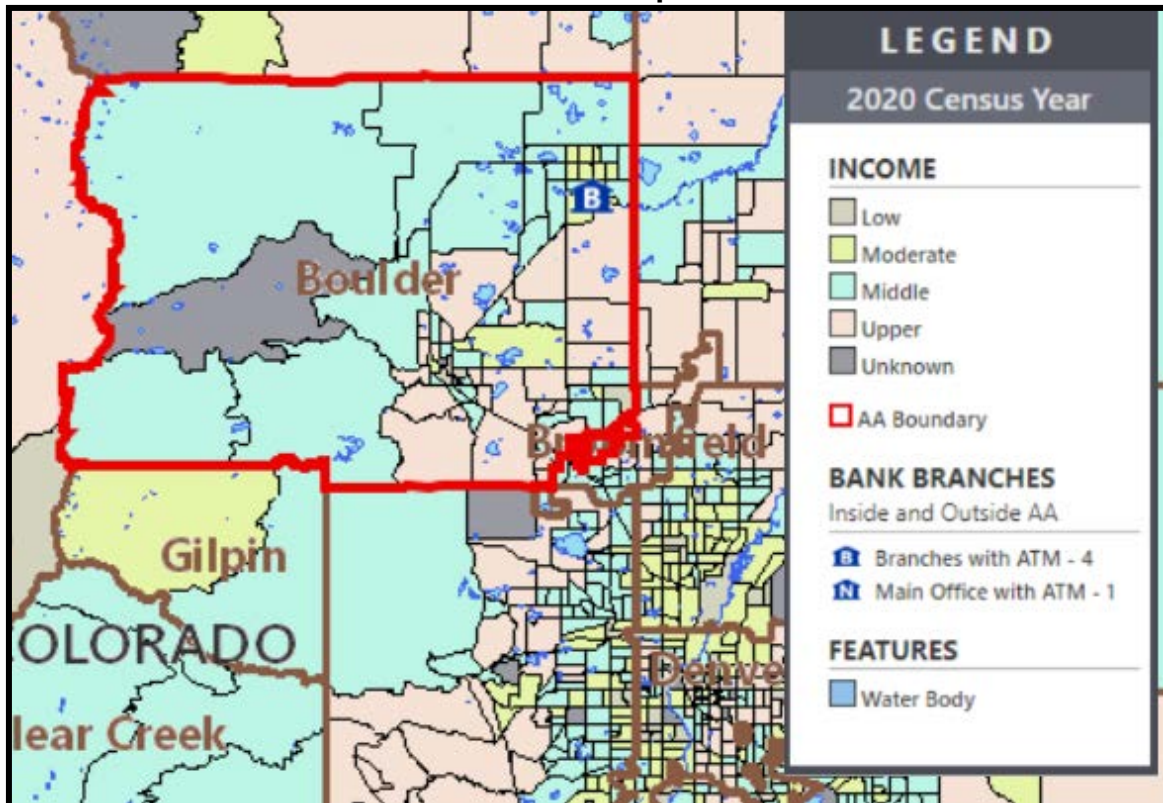 LEGEND
2020 Census Year
INCOME
Low
Moderate
Middle
Upper
Unknown
AA Boundary
BANK BRANCHES
Inside and Outside AA
B Branches with ATM - 4
N Main Office with ATM - 1
FEATURES
Water Body
B
Boulder
Gilpin
OLORADO
Denve
lear Creek